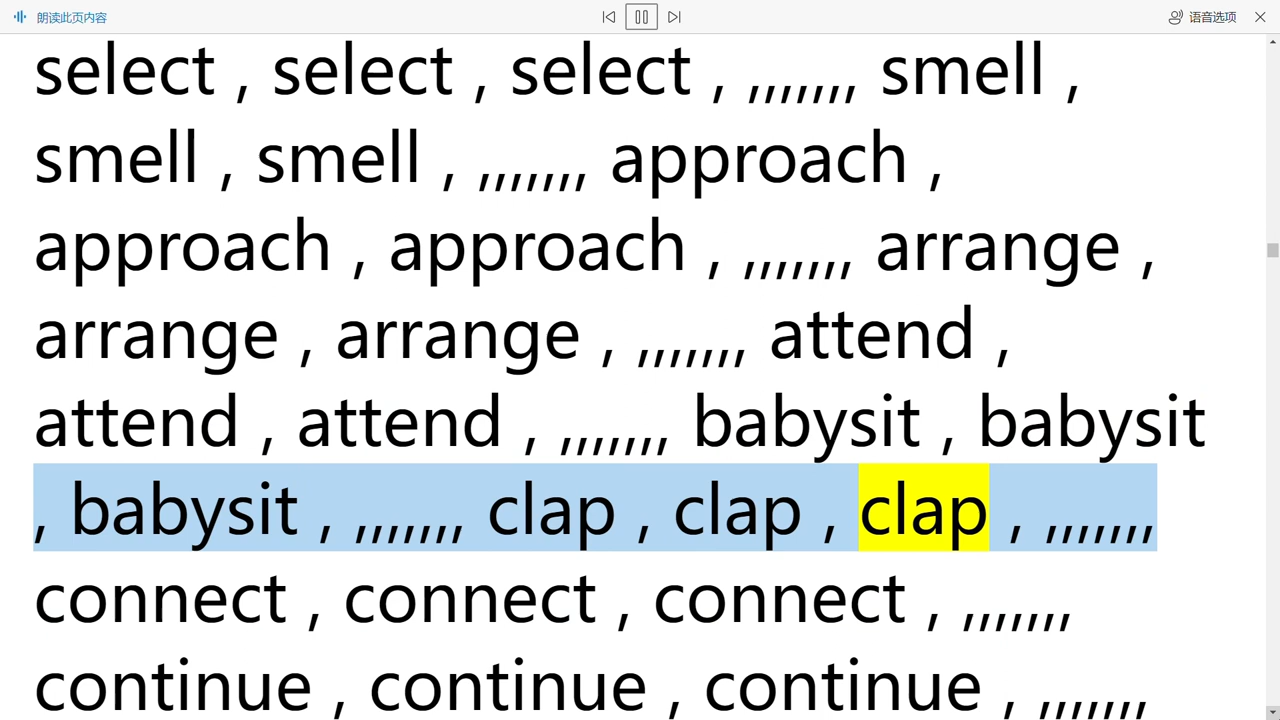 朗读此页内容
语音选项
select , select , select , ,,,,,,, smell ,
smell , smell , ,,,,,,, approach ,
approach , approach , ,,,,,,, arrange ,
arrange , arrange , ,,,,,,, attend ,
attend , attend , ,,,,,,, babysit , babysit
, babysit , ,,,,,,, clap , clap , clap , ,,,,,,,
connect , connect , connect , ,,,,,,,
continue , continue , continue , ,,,,,,,